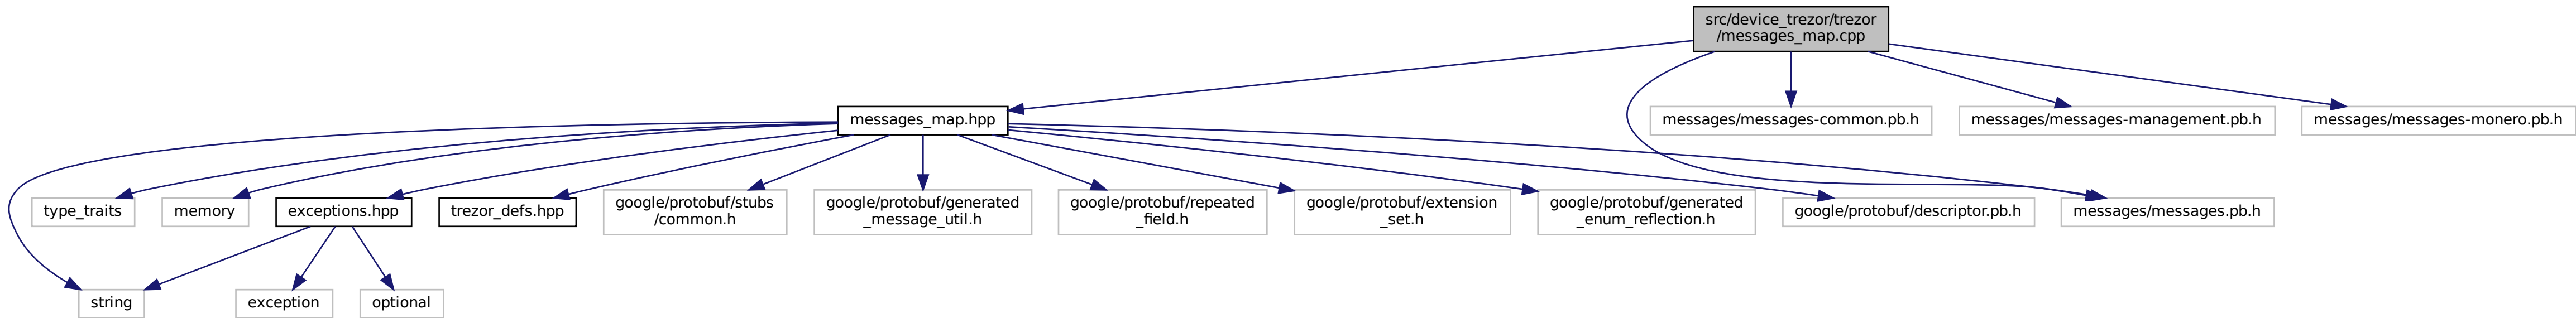 src/device_trezor/trezor
/messages_map.cpp
messages_map.hpp
messages/messages-common.pb.h
messages/messages-management.pb.h
messages/messages-monero.pb.h
type_traits
memory
exceptions.hpp
trezor_defs.hpp
google/protobuf/stubs
/common.h
google/protobuf/generated
_message_util.h
google/protobuf/repeated
_field.h
google/protobuf/extension
_set.h
google/protobuf/generated
_enum_reflection.h
google/protobuf/descriptor.pb.h
messages/messages.pb.h
string
exception
optional